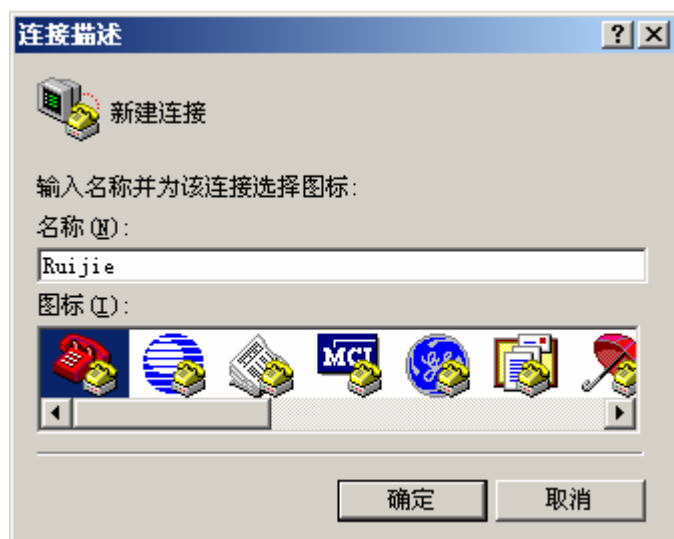 连接描述
新建连接
输入名称并为该连接选择图标:
名称(N):
Ruijie
图标(I):
MCI
确定
取消